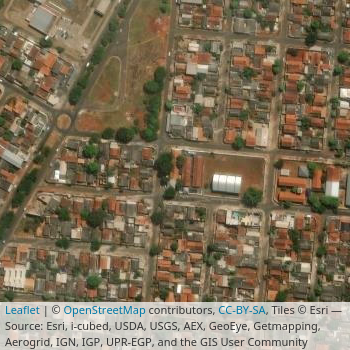 Leaflet | © OpenStreetMap contributors, CC-BY-SA, Tiles © Esri —
Source: Esri, i-cubed, USDA, USGS, AEX, GeoEye, Getmapping,
Aerogrid, IGN, IGP, UPR-EGP, and the GIS User Community